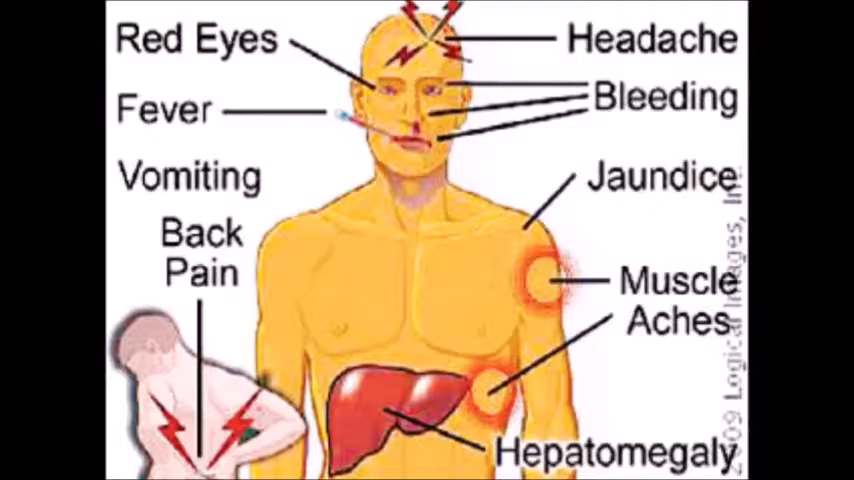 Red Eyes
Headache
Fever
Bleeding
Vomiting
Jaundice
Back
Pain
Muscle
Aches
Hepatomegaly
2009 Logical Images, Inc.